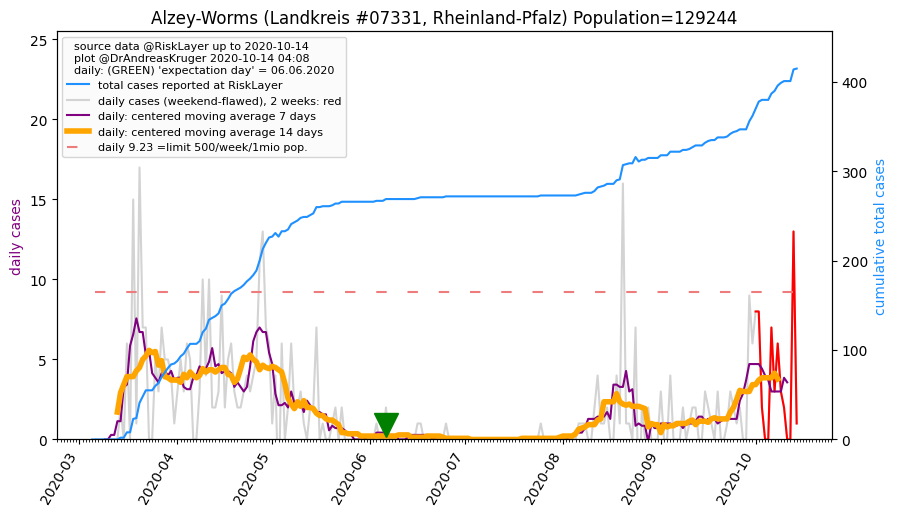 Alzey-Worms (Landkreis #07331, Rheinland-Pfalz) Population=129244
source data @RiskLayer up to 2020-10-14
plot @DrAndreasKruger 2020-10-14 04:08
daily: (GREEN) 'expectation day' = 06.06.2020
total cases reported at RiskLayer
daily cases (weekend-flawed), 2 weeks: red
daily: centered moving average 7 days
daily: centered moving average 14 days
daily 9.23 =limit 500/week/1mio pop.
daily cases
25
20
15
10
5
0
cumulative total cases
400
300
200
100
0
2020-03
2020-04
2020-05
2020-06
2020-07
2020-08
2020-09
2020-10